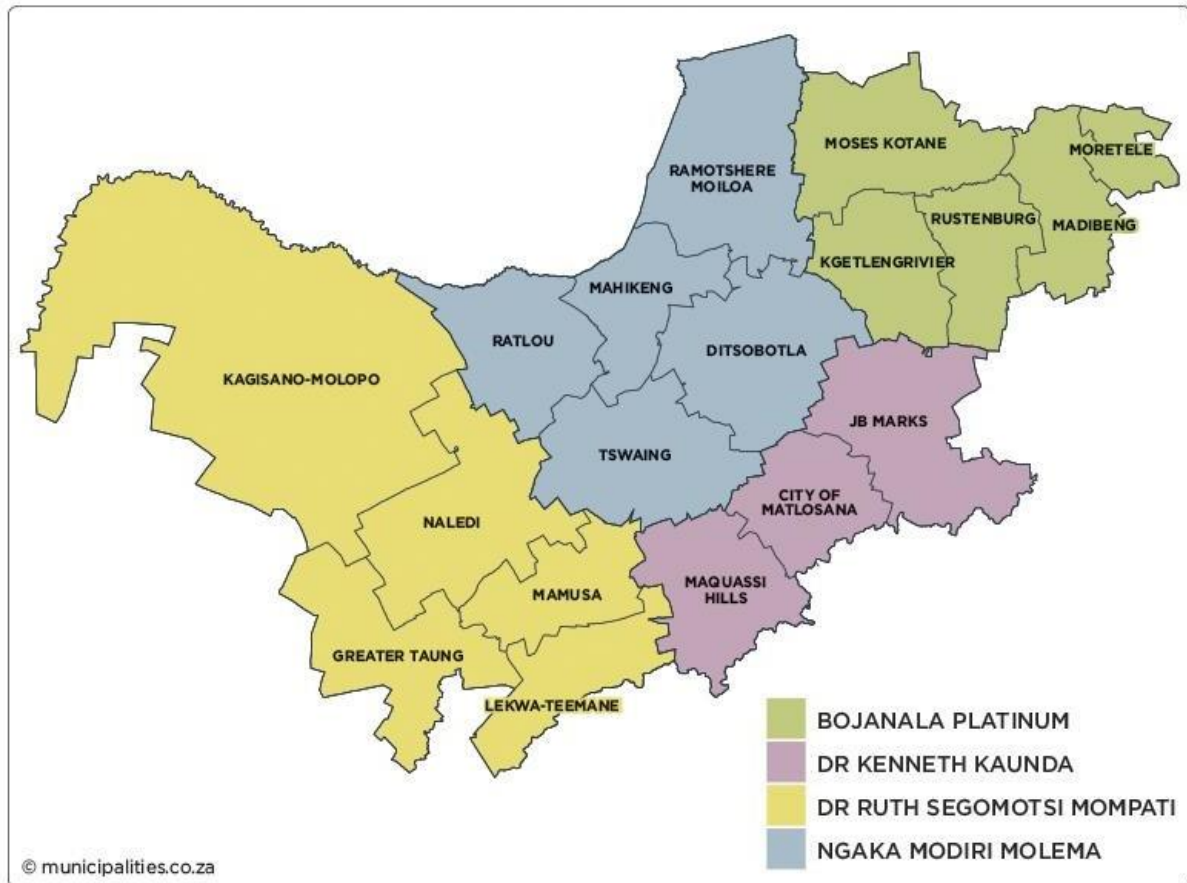 MOSES KOTANE
MORETELE
RAMOTSHERE
MOILOA
RUSTENBURG
MADIBENG
KGETLENGRIVIER
MAHIKENG
RATLOU
DITSOBOTLA
KAGISANO-MOLOPO
JB MARKS
TSWAING
CITY OF
MATLOSANA
NALEDI
MAQUASSI
HILLS
MAMUSA
GREATER TAUNG
LEKWA-TEEMANE
BOJANALA PLATINUM
DR KENNETH KAUNDA
DR RUTH SEGOMOTSI MOMPATI
NGAKA MODIRI MOLEMA
© municipalities.co.za